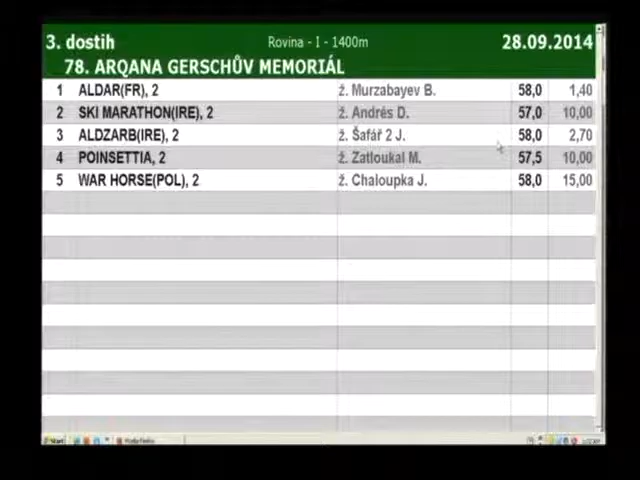 3. dostih Rovina - I - 1400m 28.09.2014
78. ARQANA GERSCHŮV MEMORIÁL
1 ALDAR(FR), 2 ž. Murzabayev B. 58,0 1,40
2 SKI MARATHON(IRE), 2 ž. Andrés D. 57,0 10,00
3 ALDZARB(IRE), 2 ž. Šafář 2 J. 58,0 2,70
4 POINSETTIA, 2 ž. Zatloukal M. 57,5 10,00
5 WAR HORSE(POL), 2 ž. Chaloupka J. 58,0 15,00
Start